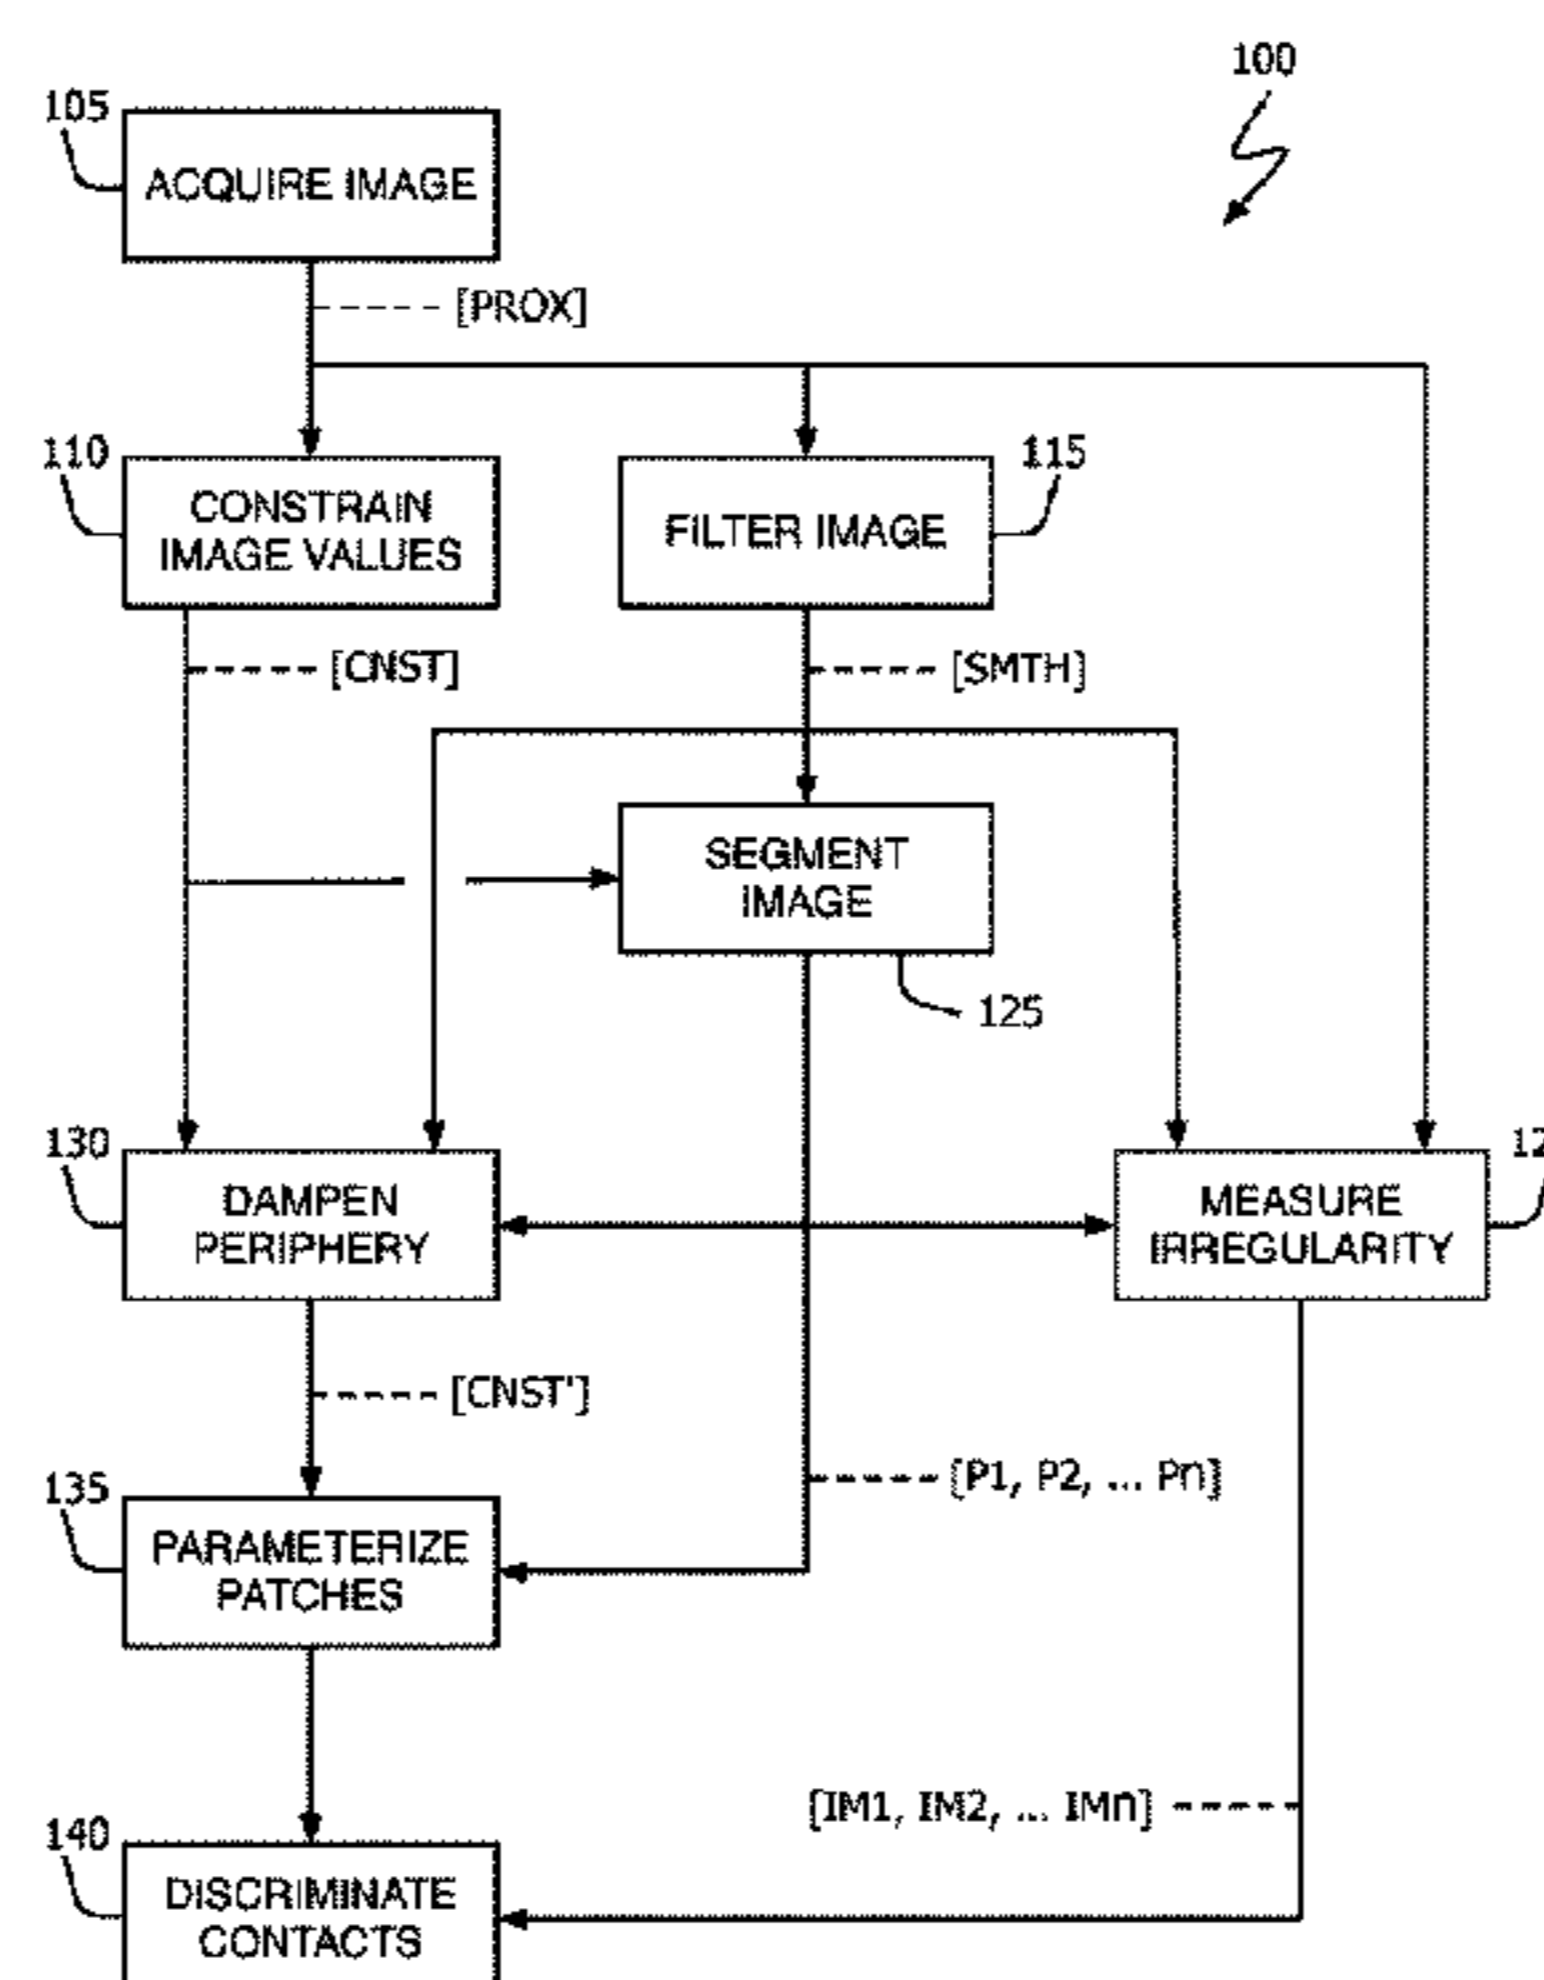 100
105
ACQUIRE IMAGE
[PROX]
110
CONSTRAIN
IMAGE VALUES
115
FILTER IMAGE
[CNST]
[SMTH]
SEGMENT
IMAGE
125
130
DAMPEN
PERIPHERY
MEASURE
IRREGULARITY
[CNST']
[P1, P2, ... Pn]
135
PARAMETERIZE
PATCHES
[IM1, IM2, ... IMn]
140
DISCRIMINATE
CONTACTS